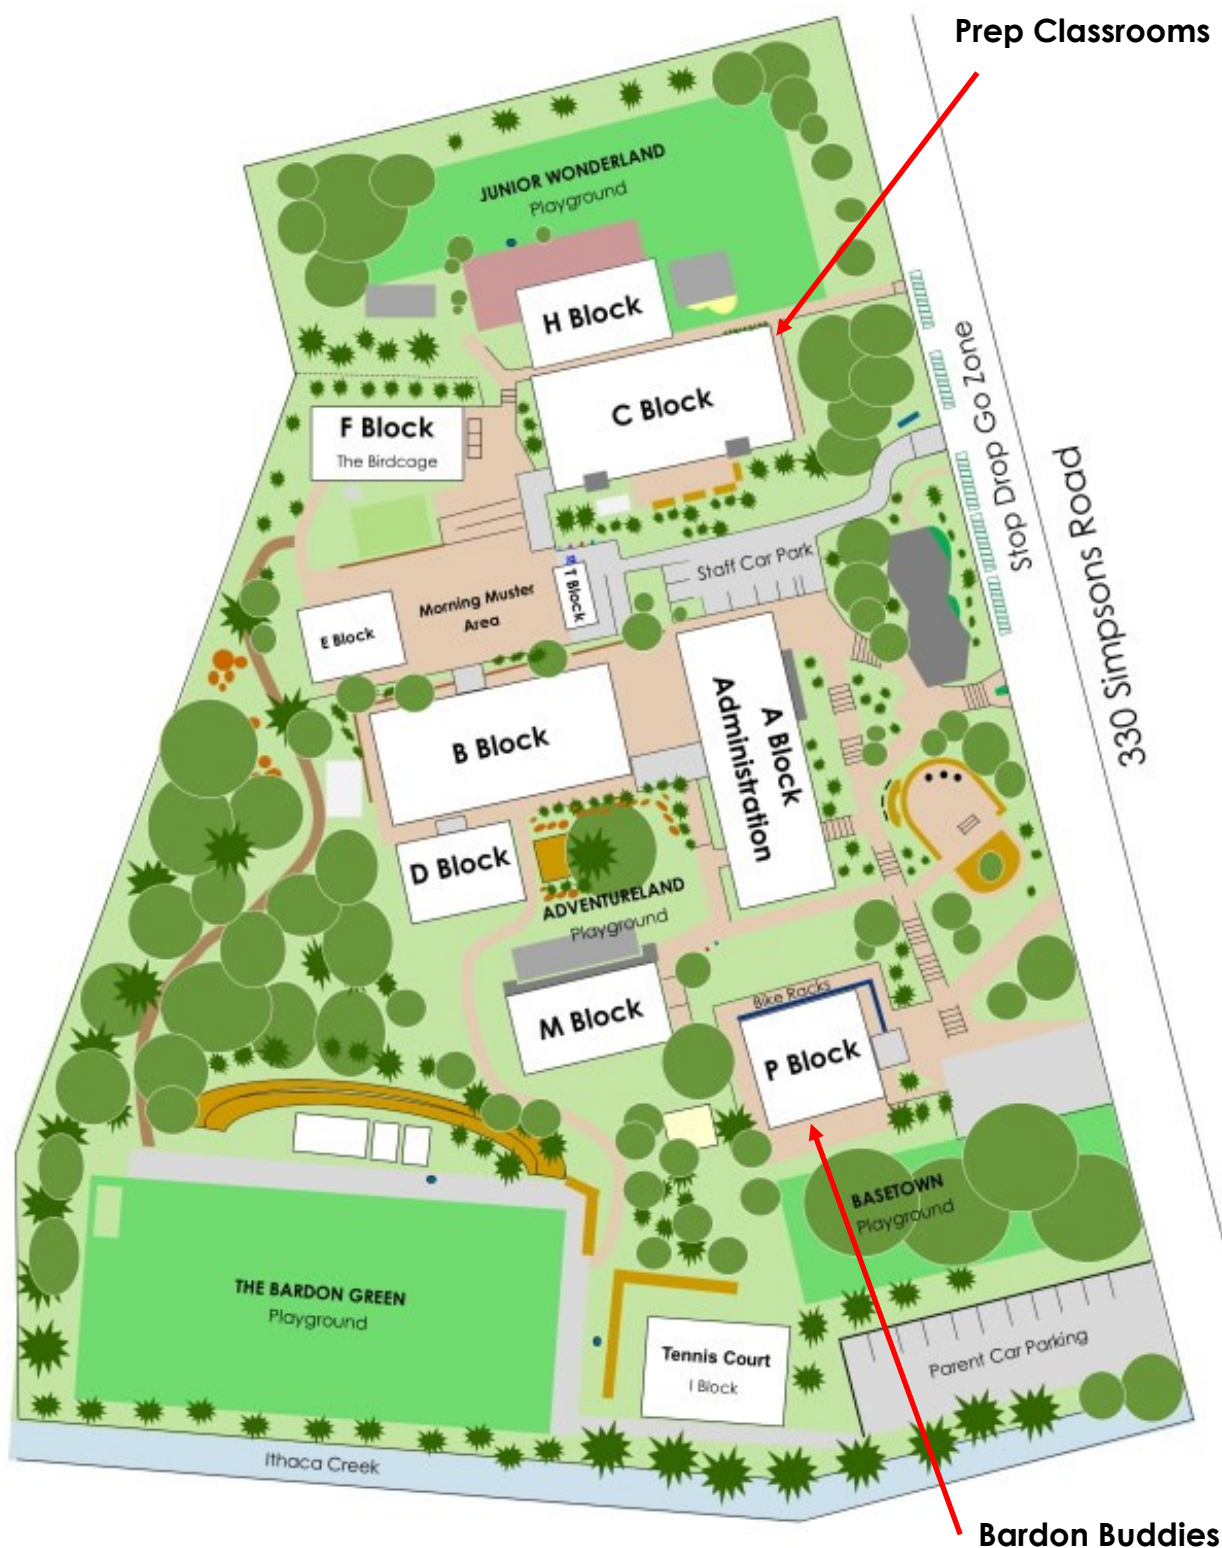 Prep Classrooms
JUNIOR WONDERLAND
Playground
H Block
C Block
Stop Drop Go Zone
330 Simpsons Road
F Block
The Birdcage
Staff Car Park
T Block
Morning Muster
Area
E Block
B Block
A Block
Administration
D Block
ADVENTURELAND
Playground
M Block
Bike Racks
P Block
BASETOWN
Playground
THE BARDON GREEN
Playground
Tennis Court
I Block
Parent Car Parking
Ithaca Creek
Bardon Buddies